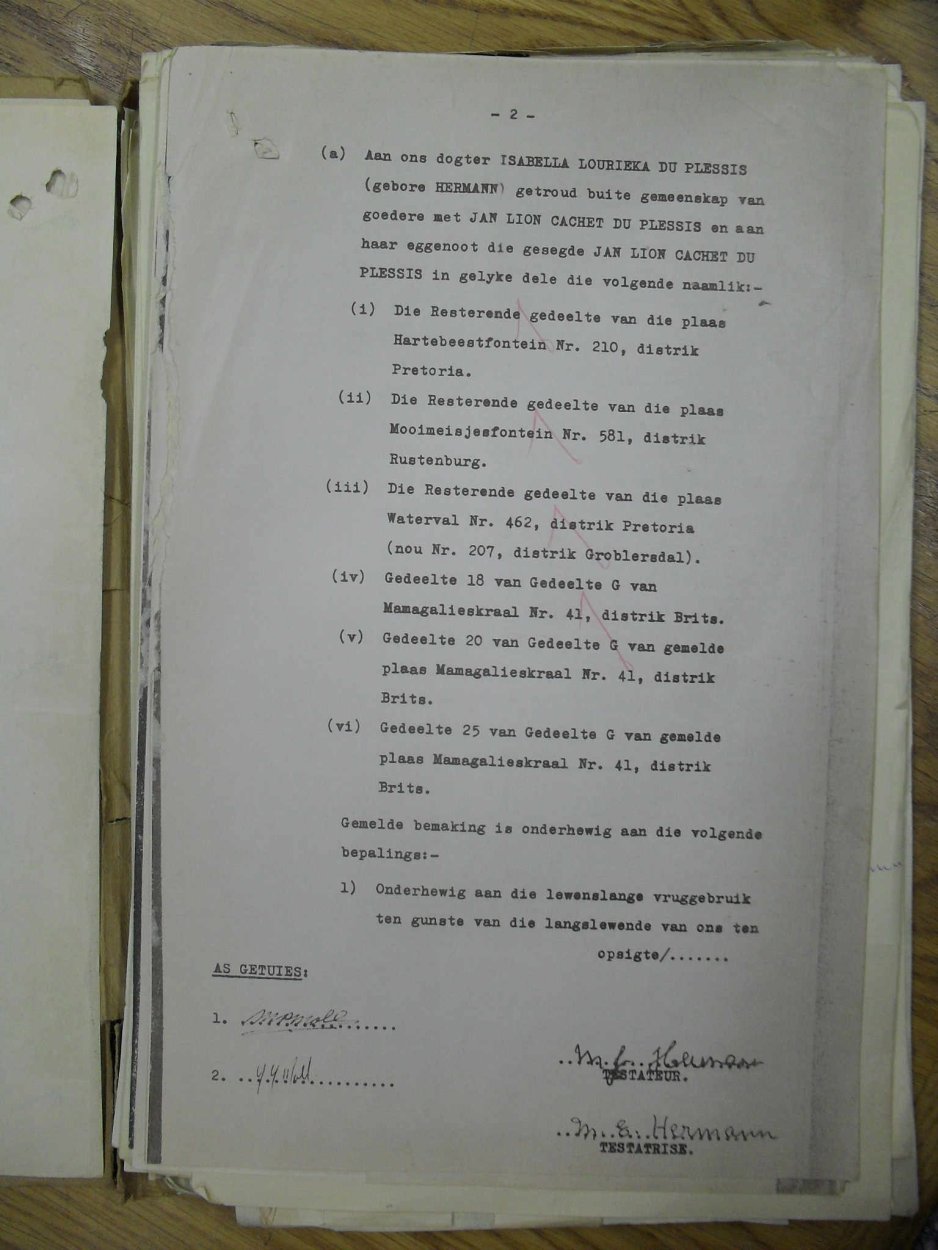 - 2 -
(a) Aan ons dogter ISABELLA LOURIEKA DU PLESSIS
(gebore HERMANN) getroud buite gemeenskap van
goedere met JAN LION CACHET DU PLESSIS en aan
haar eggenoot die gesegde JAN LION CACHET DU
PLESSIS in gelyke dele die volgende naamlik:-
(i) Die Resterende gedeelte van die plaas
Hartebeestfontein Nr. 210, distrik
Pretoria.
(ii) Die Resterende gedeelte van die plaas
Mooimeisjesfontein Nr. 581, distrik
Rustenburg.
(iii) Die Resterende gedeelte van die plaas
Waterval Nr. 462, distrik Pretoria
(nou Nr. 207, distrik Groblersdal).
(iv) Gedeelte 18 van Gedeelte G van
Mamagalieskraal Nr. 41, distrik Brits.
(v) Gedeelte 20 van Gedeelte G van gemelde
plaas Mamagalieskraal Nr. 41, distrik
Brits.
(vi) Gedeelte 25 van Gedeelte G van gemelde
plaas Mamagalieskraal Nr. 41, distrik
Brits.
Gemelde bemaking is onderhewig aan die volgende
bepalings:-
1) Onderhewig aan die lewenslange vruggebruik
ten gunste van die langslewende van ons ten
opsigte/.......
AS GETUIES:
1.
2.
Hermann
TESTATEUR.
M. E. Hermann
TESTATRISE.